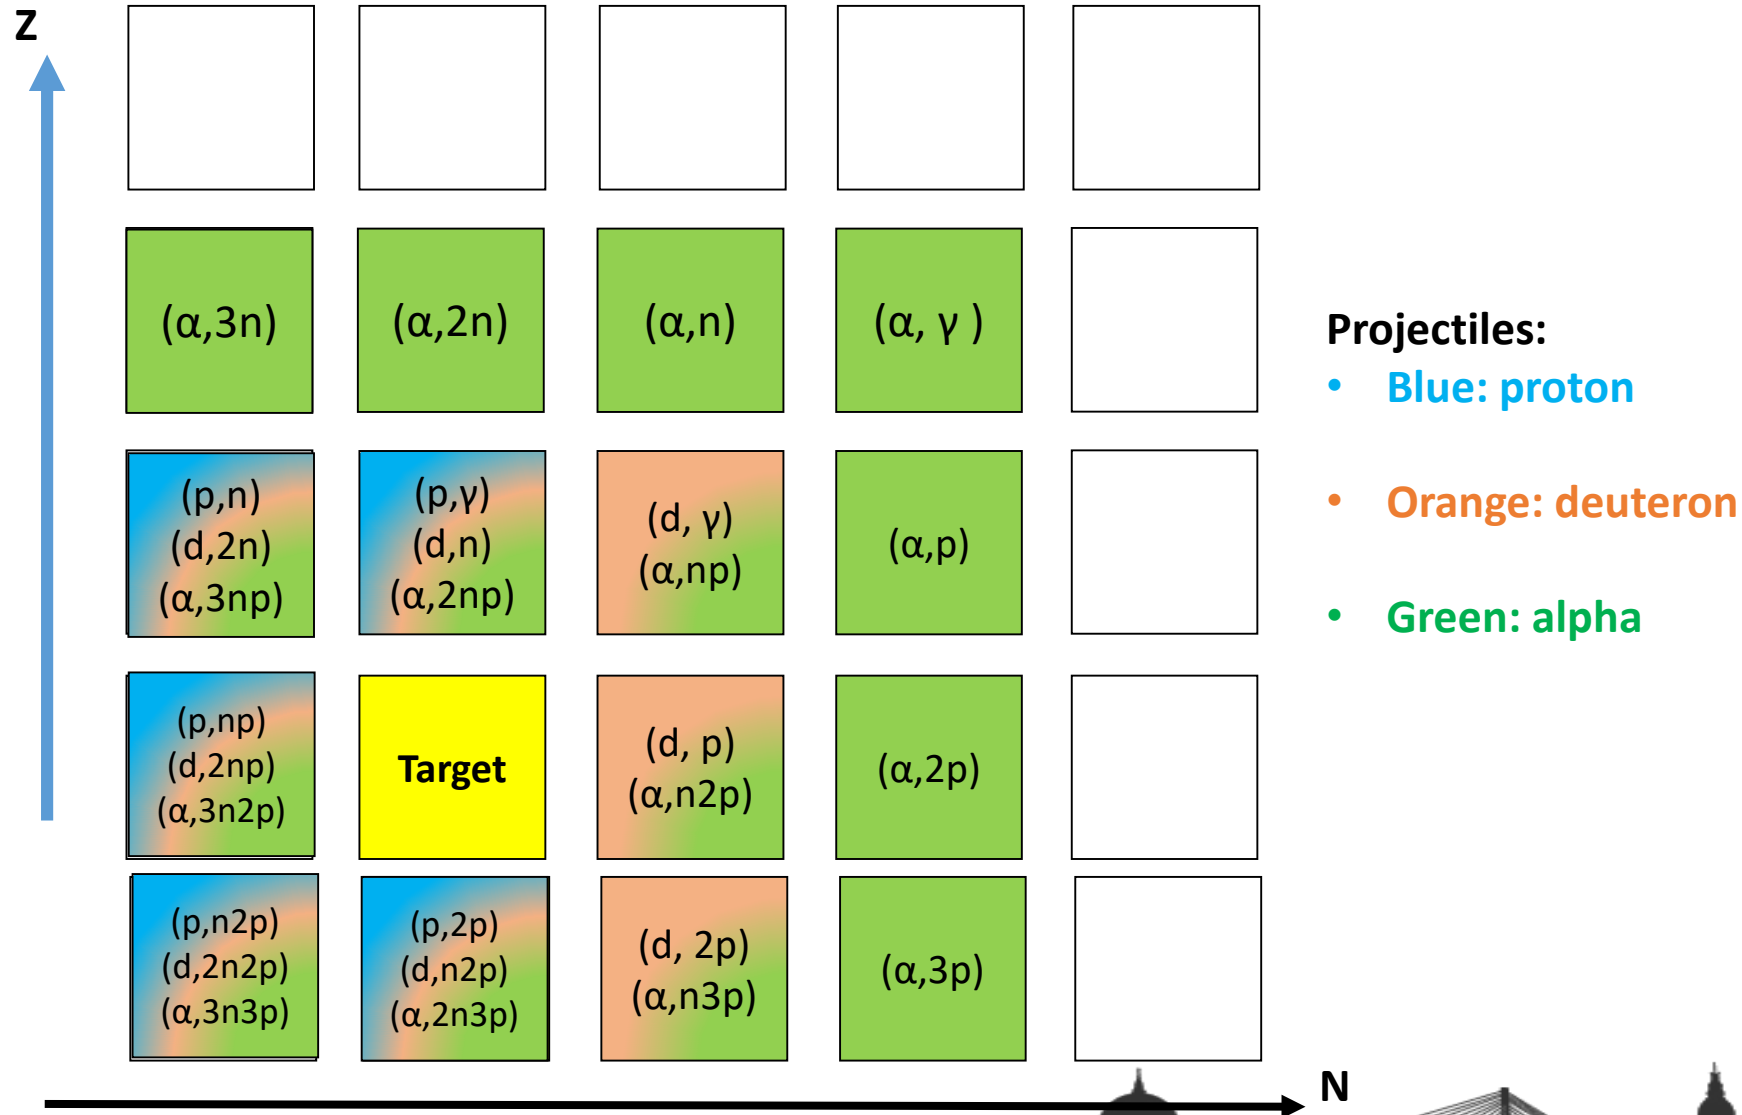 Z
(α,3n)
(α,2n)
(α,n)
(α, γ )
(p,n)
(d,2n)
(α,3np)
(p,γ)
(d,n)
(α,2np)
(d, γ)
(α,np)
(α,p)
(p,np)
(d,2np)
(α,3n2p)
Target
(d, p)
(α,n2p)
(α,2p)
(p,n2p)
(d,2n2p)
(α,3n3p)
(p,2p)
(d,n2p)
(α,2n3p)
(d, 2p)
(α,n3p)
(α,3p)
N
Projectiles:
• Blue: proton
• Orange: deuteron
• Green: alpha